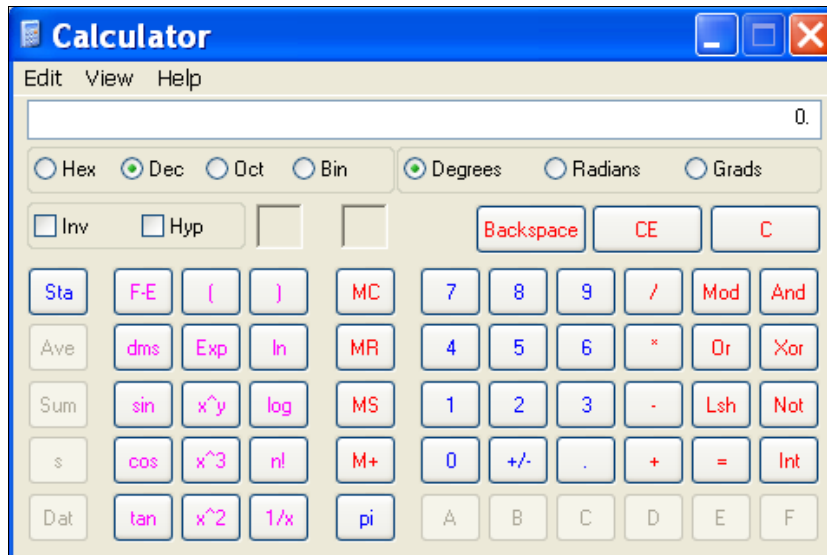 Calculator
Edit View Help
0.
Hex Dec Oct Bin Degrees Radians Grads
Inv Hyp Backspace CE C
Sta F-E ( ) MC 7 8 9 / Mod And
Ave dms Exp ln MR 4 5 6 * Or Xor
Sum sin x^y log MS 1 2 3 - Lsh Not
s cos x^3 n! M+ 0 +/- . + = Int
Dat tan x^2 1/x pi A B C D E F